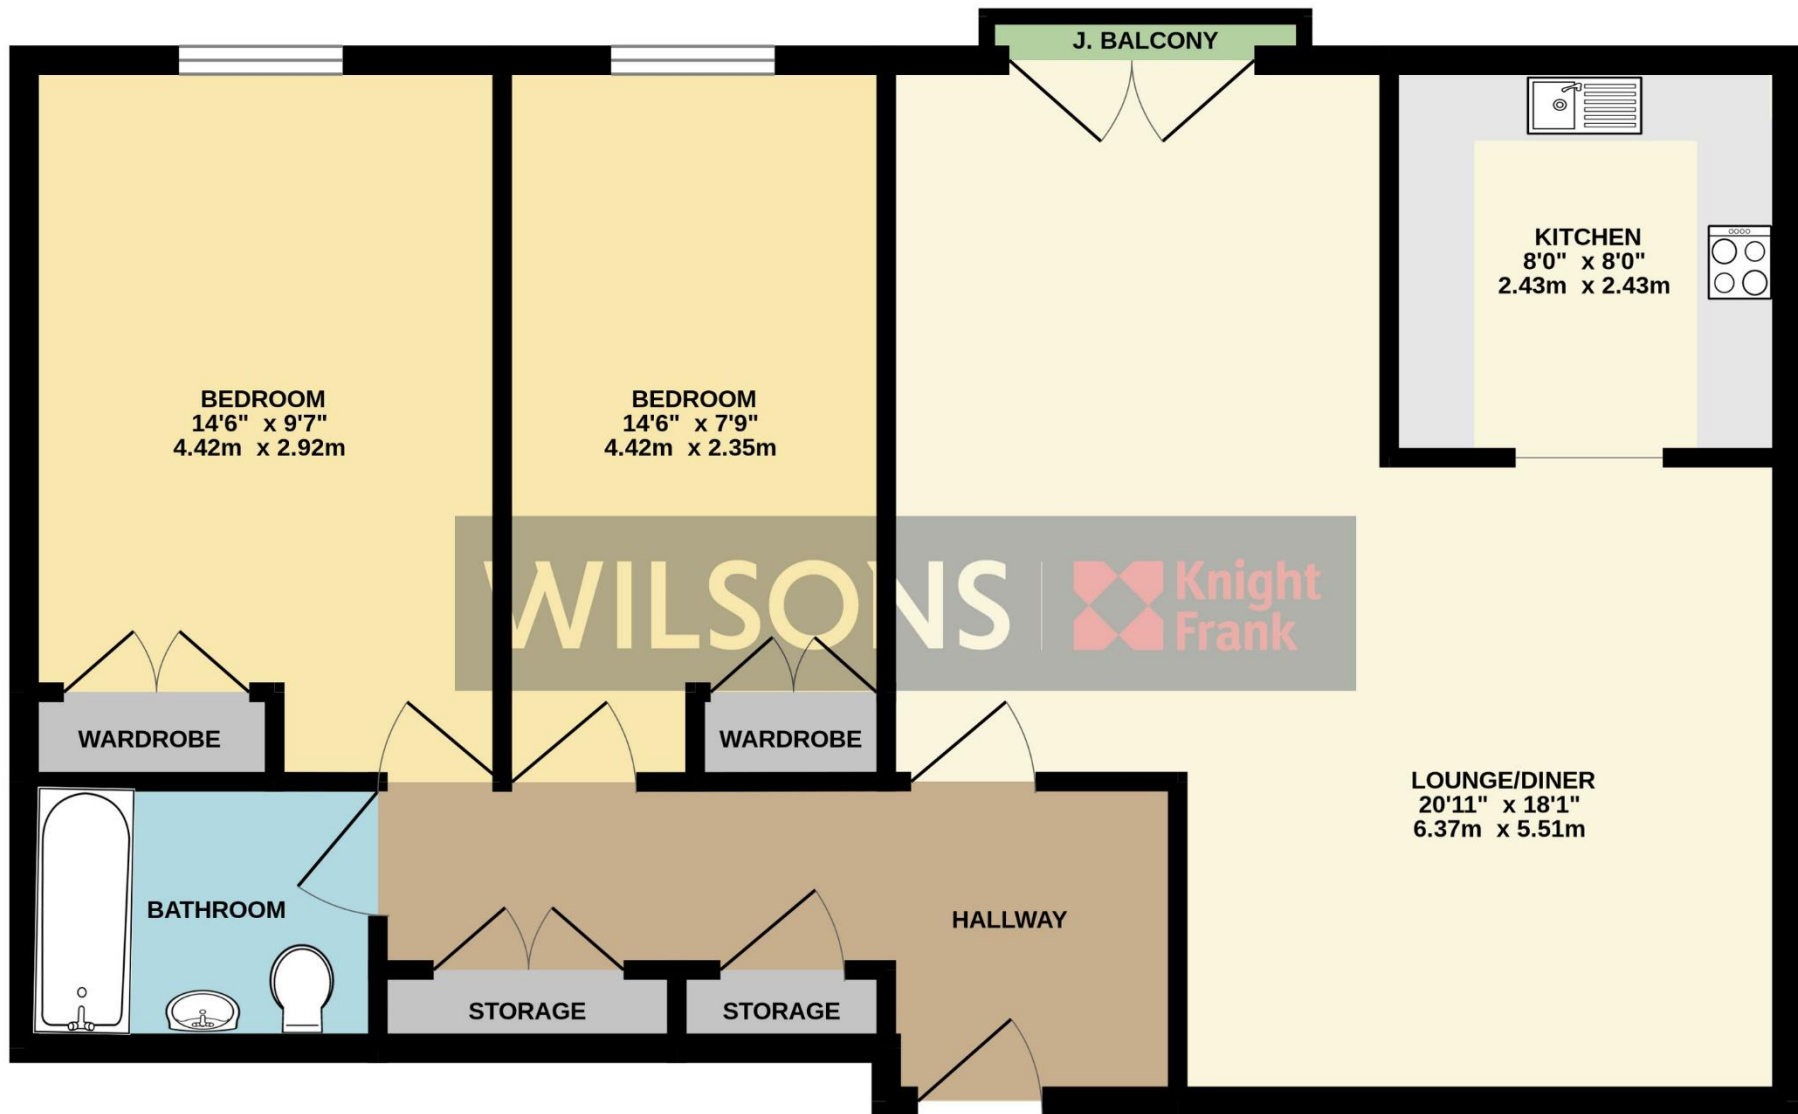 J. BALCONY
KITCHEN
8'0" x 8'0"
2.43m x 2.43m
BEDROOM
14'6" x 9'7"
4.42m x 2.92m
BEDROOM
14'6" x 7'9"
4.42m x 2.35m
WILSONS
Knight
Frank
WARDROBE
WARDROBE
LOUNGE/DINER
20'11" x 18'1"
6.37m x 5.51m
BATHROOM
HALLWAY
STORAGE
STORAGE